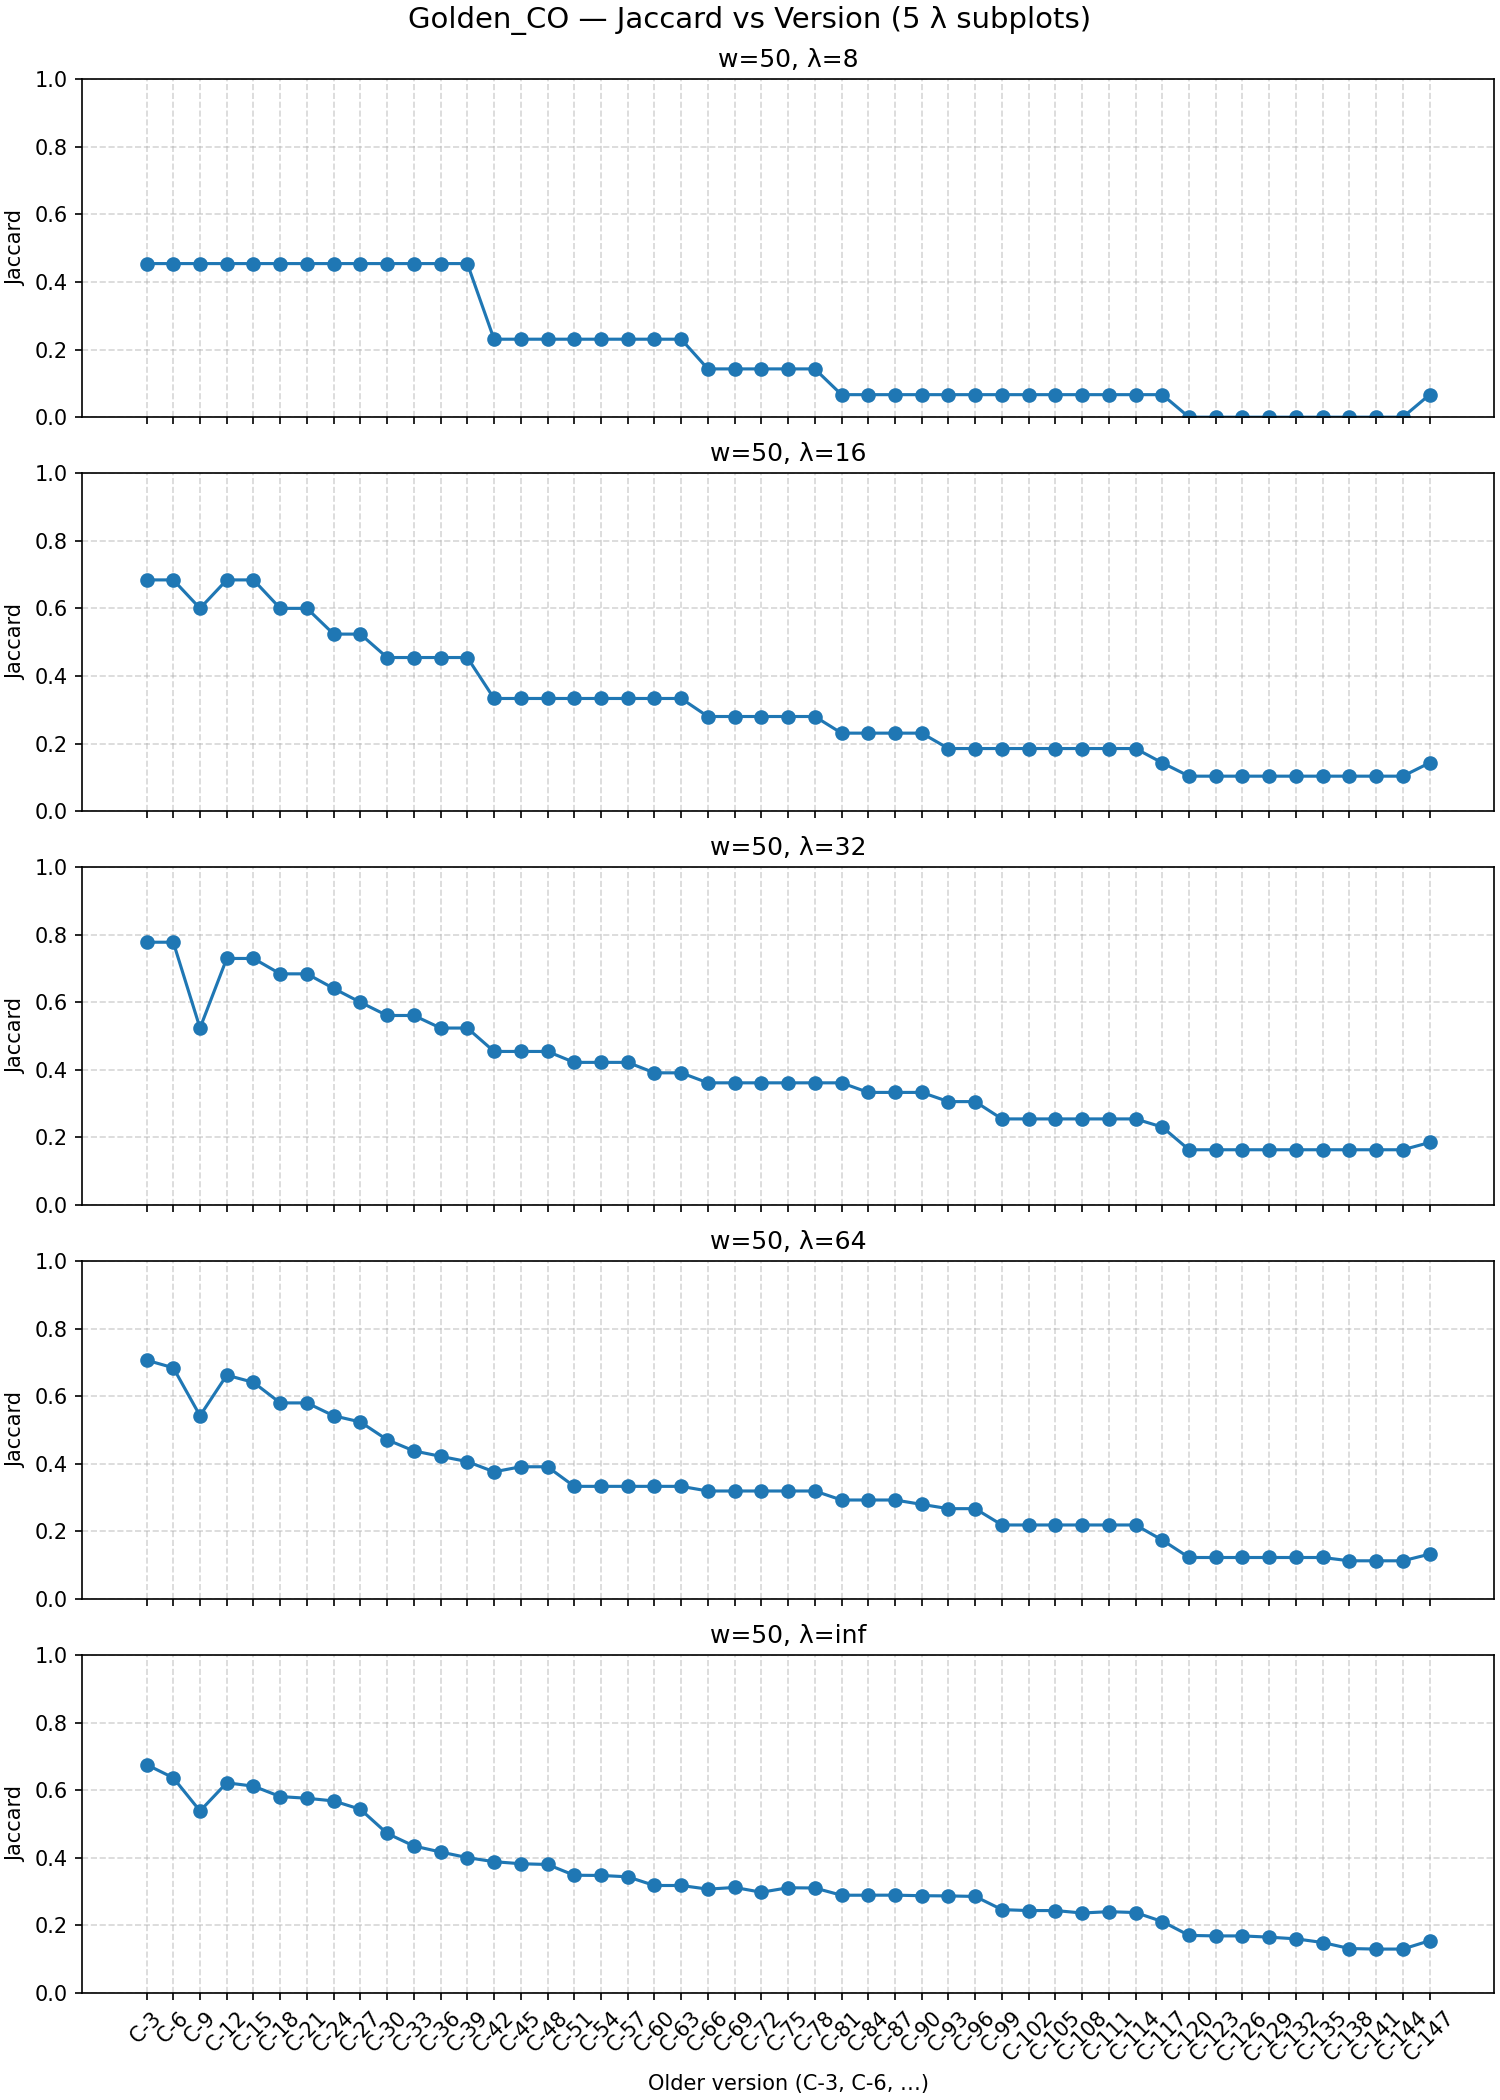 Golden_CO — Jaccard vs Version (5 λ subplots)
w=50, λ=8
1.0
0.8
0.6
0.4
0.2
0.0
Jaccard
w=50, λ=16
1.0
0.8
0.6
0.4
0.2
0.0
Jaccard
w=50, λ=32
1.0
0.8
0.6
0.4
0.2
0.0
Jaccard
w=50, λ=64
1.0
0.8
0.6
0.4
0.2
0.0
Jaccard
w=50, λ=inf
1.0
0.8
0.6
0.4
0.2
0.0
Jaccard
C-3
C-6
C-9
C-12
C-15
C-18
C-21
C-24
C-27
C-30
C-33
C-36
C-39
C-42
C-45
C-48
C-51
C-54
C-57
C-60
C-63
C-66
C-69
C-72
C-75
C-78
C-81
C-84
C-87
C-90
C-93
C-96
C-99
C-102
C-105
C-108
C-111
C-114
C-117
C-120
C-123
C-126
C-129
C-132
C-135
C-138
C-141
C-144
C-147
Older version (C-3, C-6, ...)